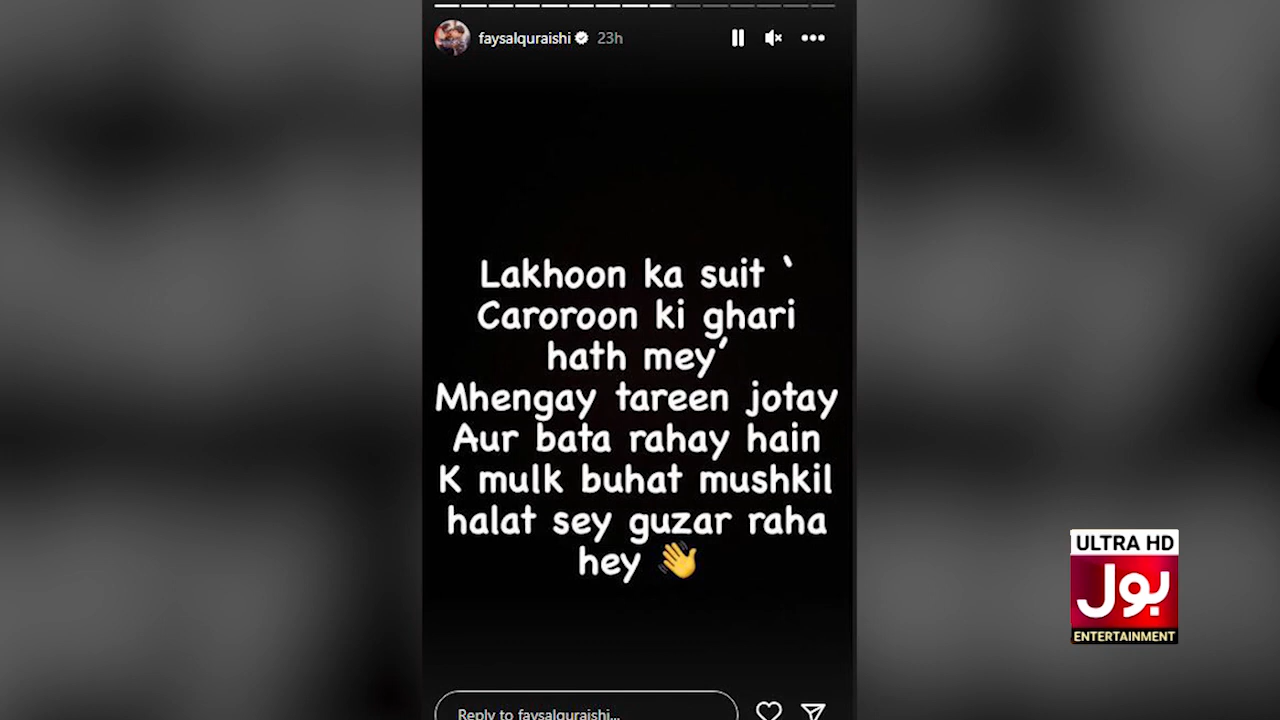 faysalquraishi 23h
Lakhoon ka suit `
Caroroon ki ghari
hath mey’
Mhengay tareen jotay
Aur bata rahay hain
K mulk buhat mushkil
halat sey guzar raha
hey 👋
ULTRA HD
بول
ENTERTAINMENT
Reply to faysalquraishi...